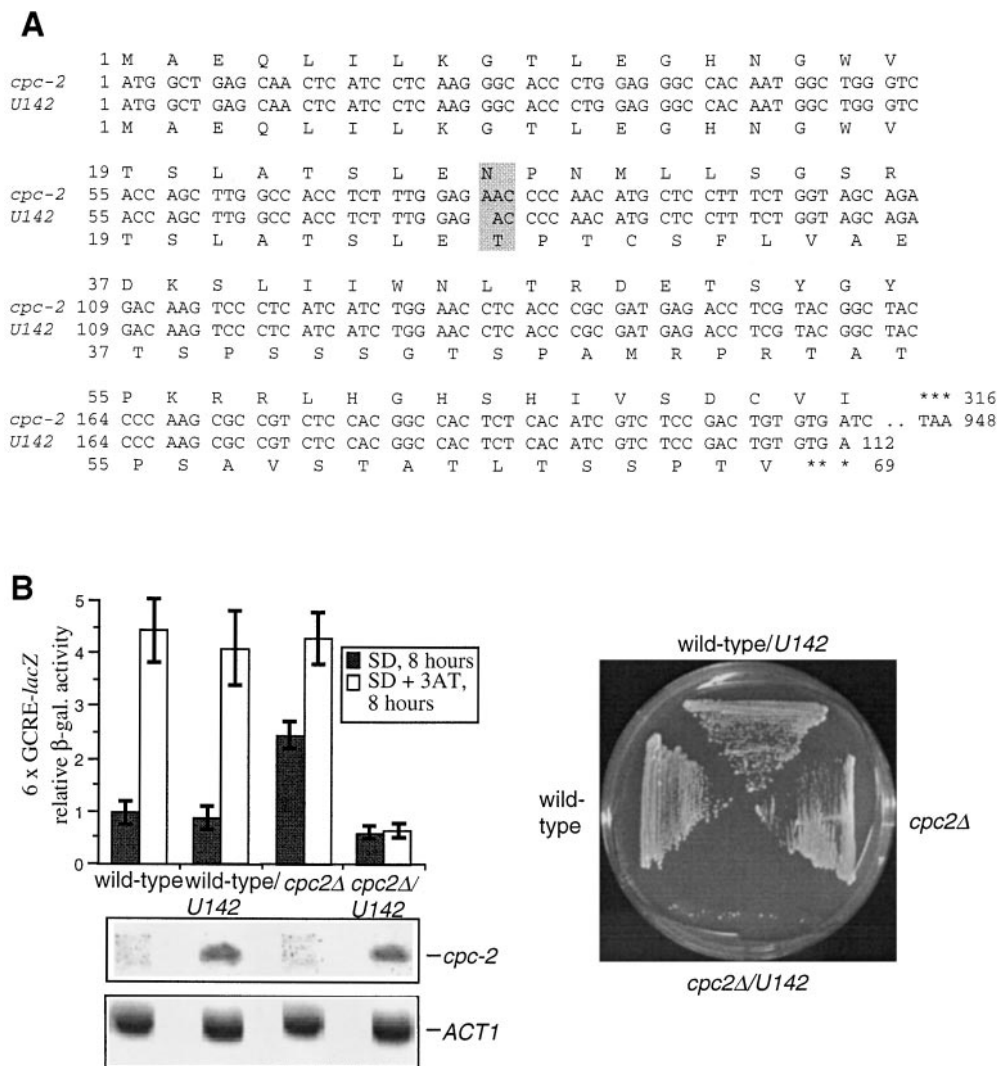 A
1 M A E Q L I L K G T L E G H N G W V
cpc-2 1 ATG GCT GAG CAA CTC ATC CTC AAG GGC ACC CTG GAG GGC CAC AAT GGC TGG GTC
U142 1 ATG GCT GAG CAA CTC ATC CTC AAG GGC ACC CTG GAG GGC CAC AAT GGC TGG GTC
1 M A E Q L I L K G T L E G H N G W V
19 T S L A T S L E N P N M L L S G S R
cpc-2 55 ACC AGC TTG GCC ACC TCT TTG GAG AAC CCC AAC ATG CTC CTT TCT GGT AGC AGA
U142 55 ACC AGC TTG GCC ACC TCT TTG GAG AC CCC AAC ATG CTC CTT TCT GGT AGC AGA
19 T S L A T S L E T P T C S F L V A E
37 D K S L I I W N L T R D E T S Y G Y
cpc-2 109 GAC AAG TCC CTC ATC ATC TGG AAC CTC ACC CGC GAT GAG ACC TCG TAC GGC TAC
U142 109 GAC AAG TCC CTC ATC ATC TGG AAC CTC ACC CGC GAT GAG ACC TCG TAC GGC TAC
37 T S P S S S G T S P A M R P R T A T
55 P K R R L H G H S H I V S D C V I *** 316
cpc-2 164 CCC AAG CGC CGT CTC CAC GGC CAC TCT CAC ATC GTC TCC GAC TGT GTG ATC .. TAA 948
U142 164 CCC AAG CGC CGT CTC CAC GGC CAC TCT CAC ATC GTC TCC GAC TGT GTG A 112
55 P S A V S T A T L T S S P T V ** * 69
B
6 x GCRE-lacZ
relative β-gal. activity
5
4
3
2
1
0
SD, 8 hours
SD + 3AT,
8 hours
wild-type wild-type/ cpc2Δ cpc2Δ/
U142 U142
cpc-2
ACT1
wild-type/U142
wild-
type
cpc2Δ
cpc2Δ/U142